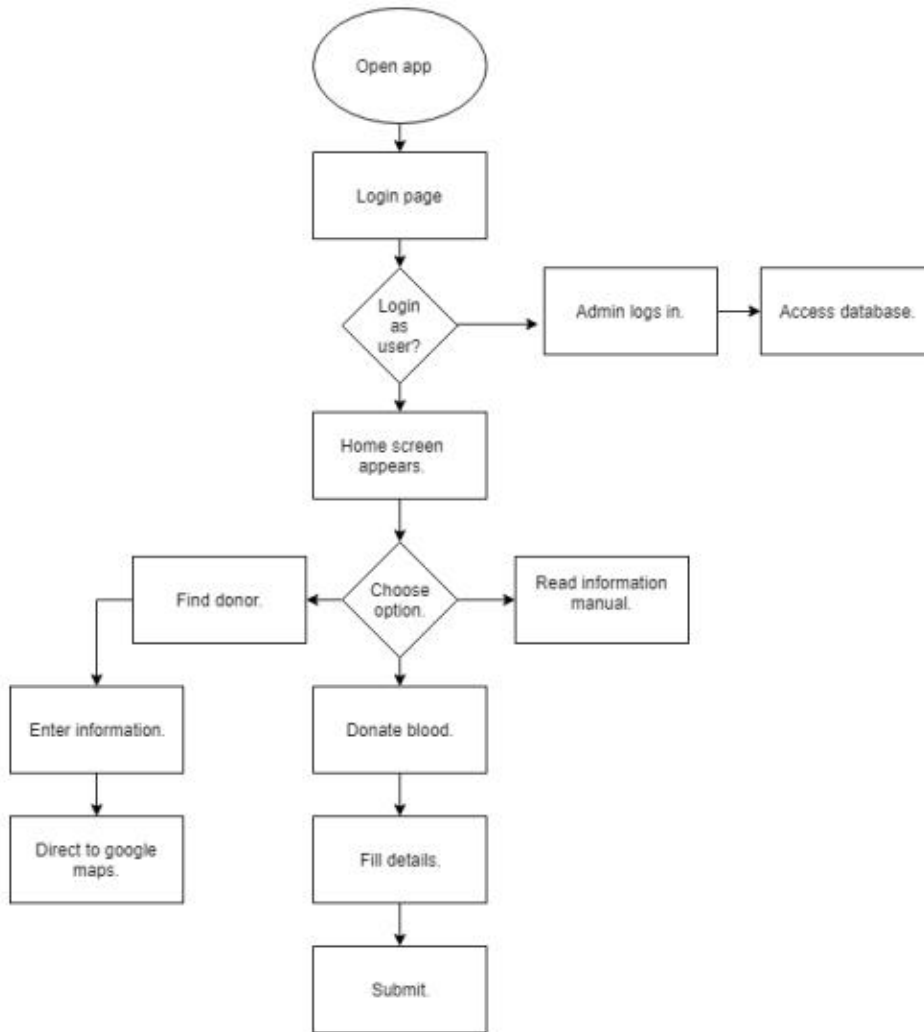 Open app
Login page
Login
as
user?
Admin logs in.
Access database.
Home screen
appears.
Find donor.
Choose
option.
Read information
manual.
Enter information.
Donate blood.
Direct to google
maps.
Fill details.
Submit.